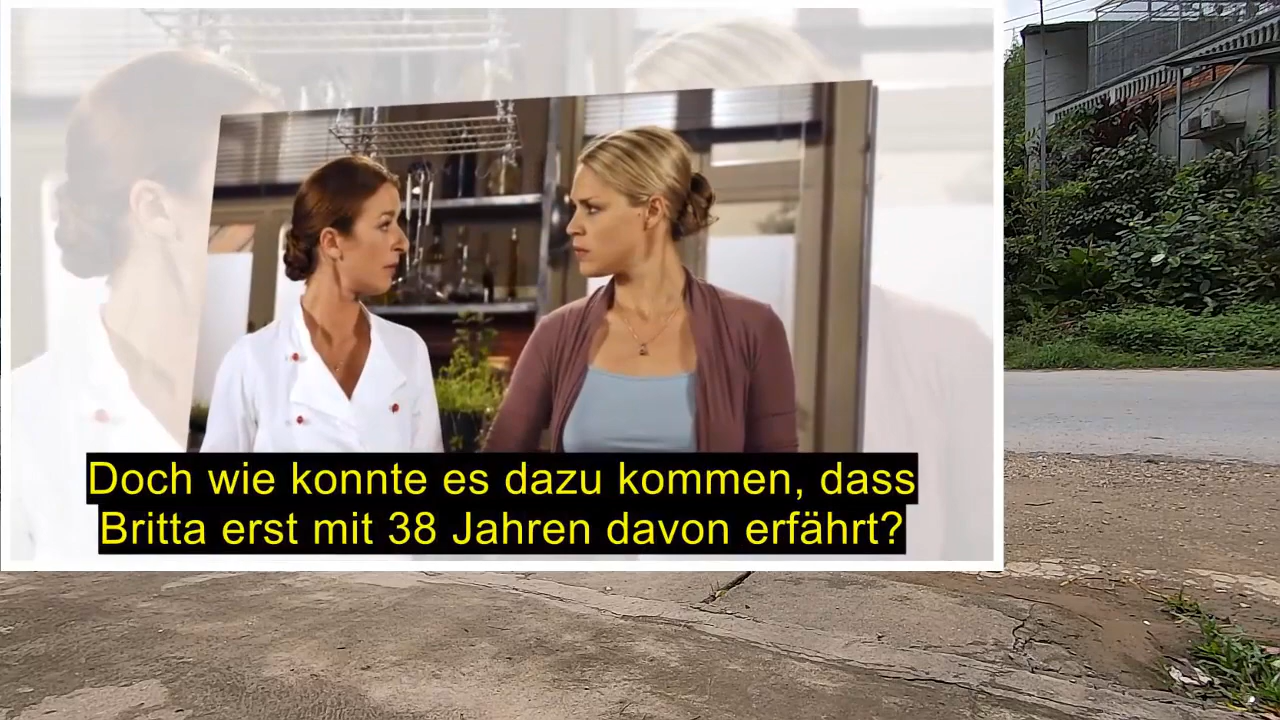 Doch wie konnte es dazu kommen, dass
Britta erst mit 38 Jahren davon erfährt?